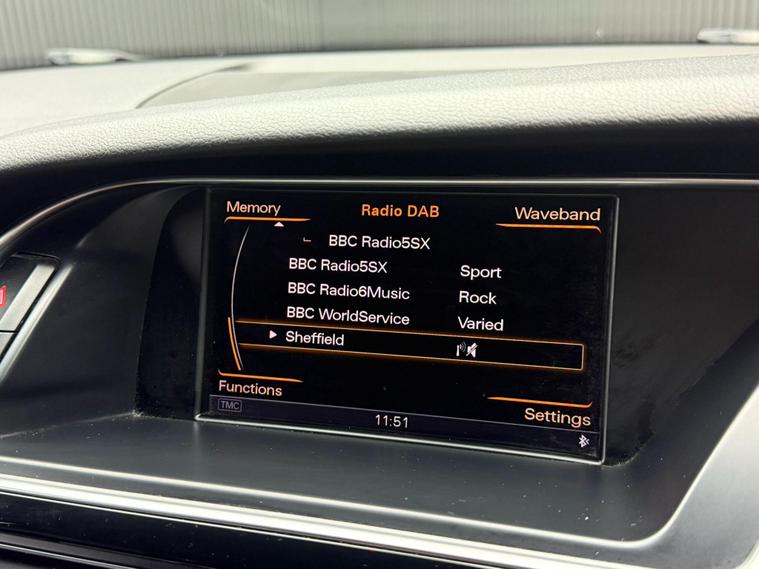 Memory
Radio DAB
Waveband
BBC Radio5SX
BBC Radio5SX Sport
BBC Radio6Music Rock
BBC WorldService Varied
Sheffield
Functions
Settings
TMC
11:51